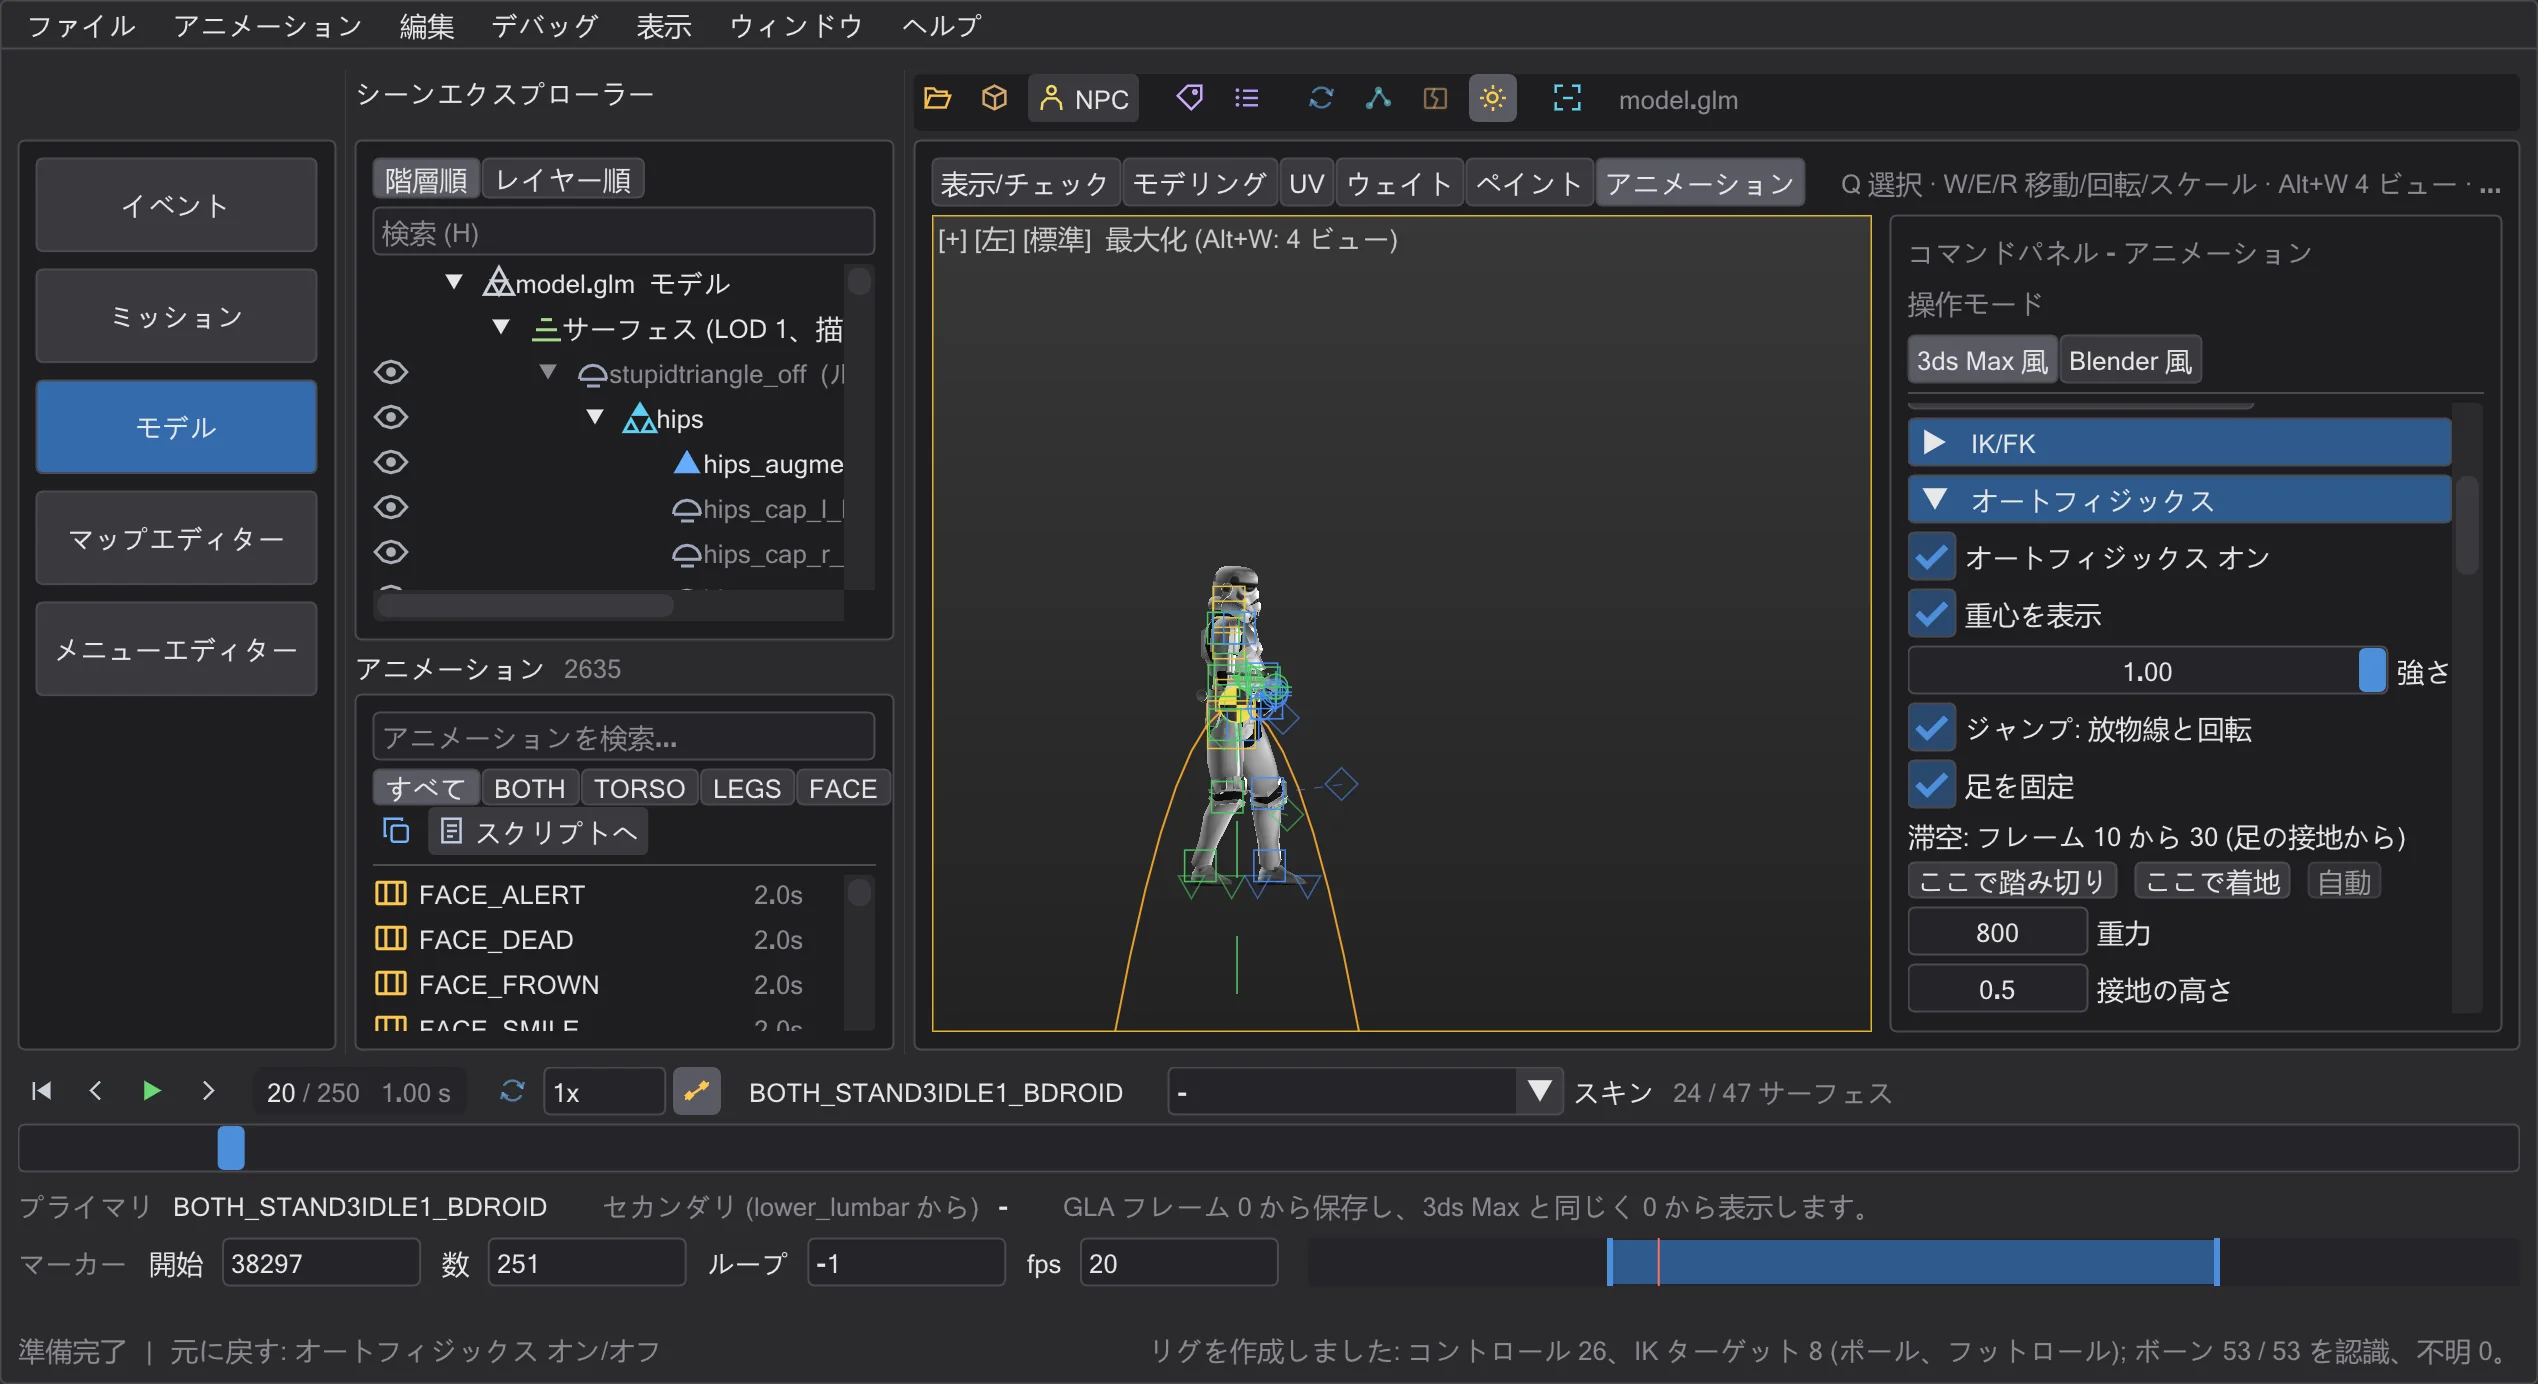 ファイル アニメーション 編集 デバッグ 表示 ウィンドウ ヘルプ
イベント
ミッション
モデル
マップエディター
メニューエディター
シーンエクスプローラー
階層順 レイヤー順
検索 (H)
model.glm モデル
サーフェス (LOD 1、描
stupidtriangle_off
hips
hips_augme
hips_cap_l_
hips_cap_r_
アニメーション 2635
アニメーションを検索...
すべて BOTH TORSO LEGS FACE
スクリプトへ
FACE_ALERT 2.0s
FACE_DEAD 2.0s
FACE_FROWN 2.0s
FACE_SMILE 2.0s
NPC model.glm
表示/チェック モデリング UV ウェイト ペイント アニメーション Q 選択 · W/E/R 移動/回転/スケール · Alt+W 4 ビュー · ...
[+] [左] [標準] 最大化 (Alt+W: 4 ビュー)
コマンドパネル - アニメーション
操作モード
3ds Max 風 Blender 風
IK/FK
オートフィジックス
オートフィジックス オン
重心を表示
1.00 強さ
ジャンプ: 放物線と回転
足を固定
滞空: フレーム 10 から 30 (足の接地から)
ここで踏み切り ここで着地 自動
800 重力
0.5 接地の高さ
20 / 250 1.00 s 1x BOTH_STAND3IDLE1_BDROID - スキン 24 / 47 サーフェス
プライマリ BOTH_STAND3IDLE1_BDROID セカンダリ (lower_lumbar から) - GLA フレーム 0 から保存し、3ds Max と同じく 0 から表示します。
マーカー 開始 38297 数 251 ループ -1 fps 20
準備完了 | 元に戻す: オートフィジックス オン/オフ リグを作成しました: コントロール 26、IK ターゲット 8 (ポール、フットロール); ボーン 53 / 53 を認識、不明 0。